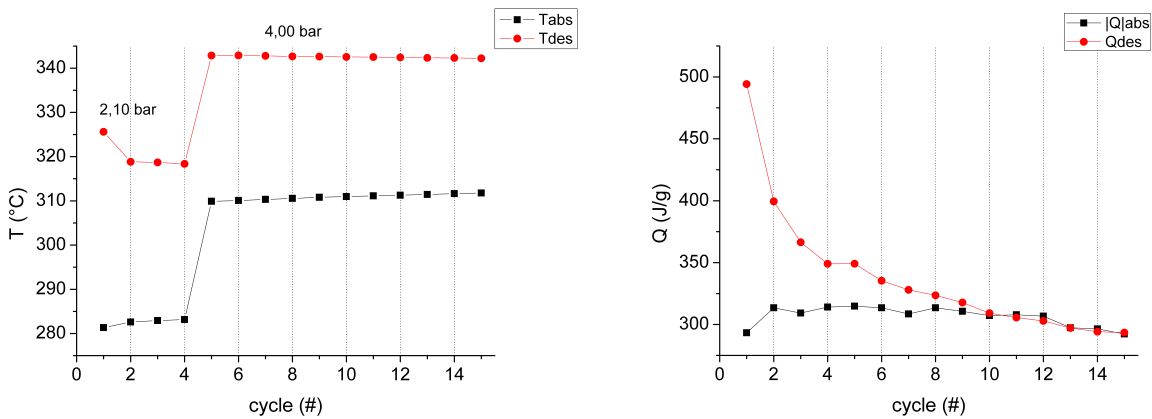 Tabs
Tdes
4,00 bar
2,10 bar
T (°C)
340
330
320
310
300
290
280
0 2 4 6 8 10 12 14
cycle (#)
|Q|abs
Qdes
Q (J/g)
500
450
400
350
300
0 2 4 6 8 10 12 14
cycle (#)